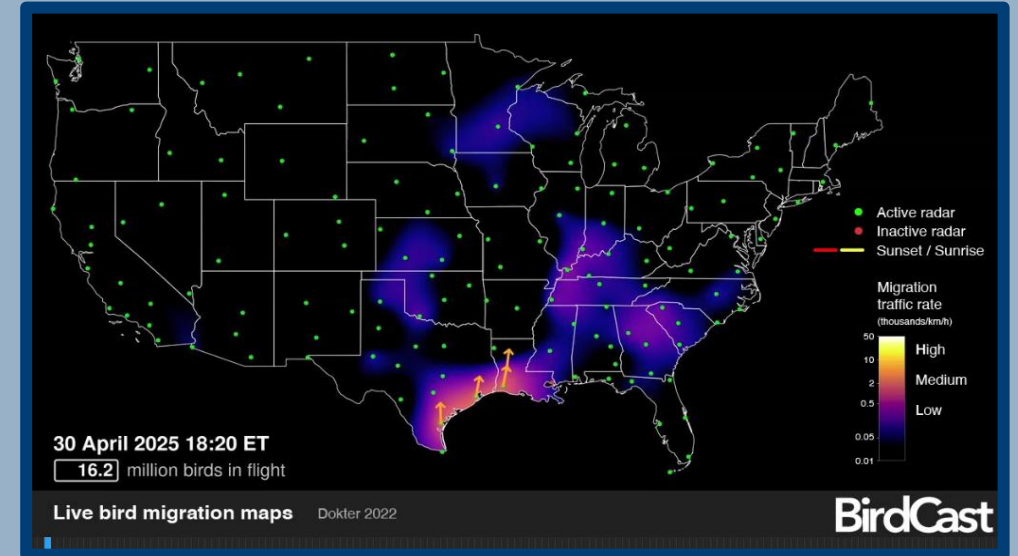 Active radar
Inactive radar
Sunset / Sunrise
Migration
traffic rate
(thousands/km/h)
50
High
10
Medium
2
0.5
Low
0.05
0.01
30 April 2025 18:20 ET
16.2 million birds in flight
Live bird migration maps Dokter 2022
BirdCast